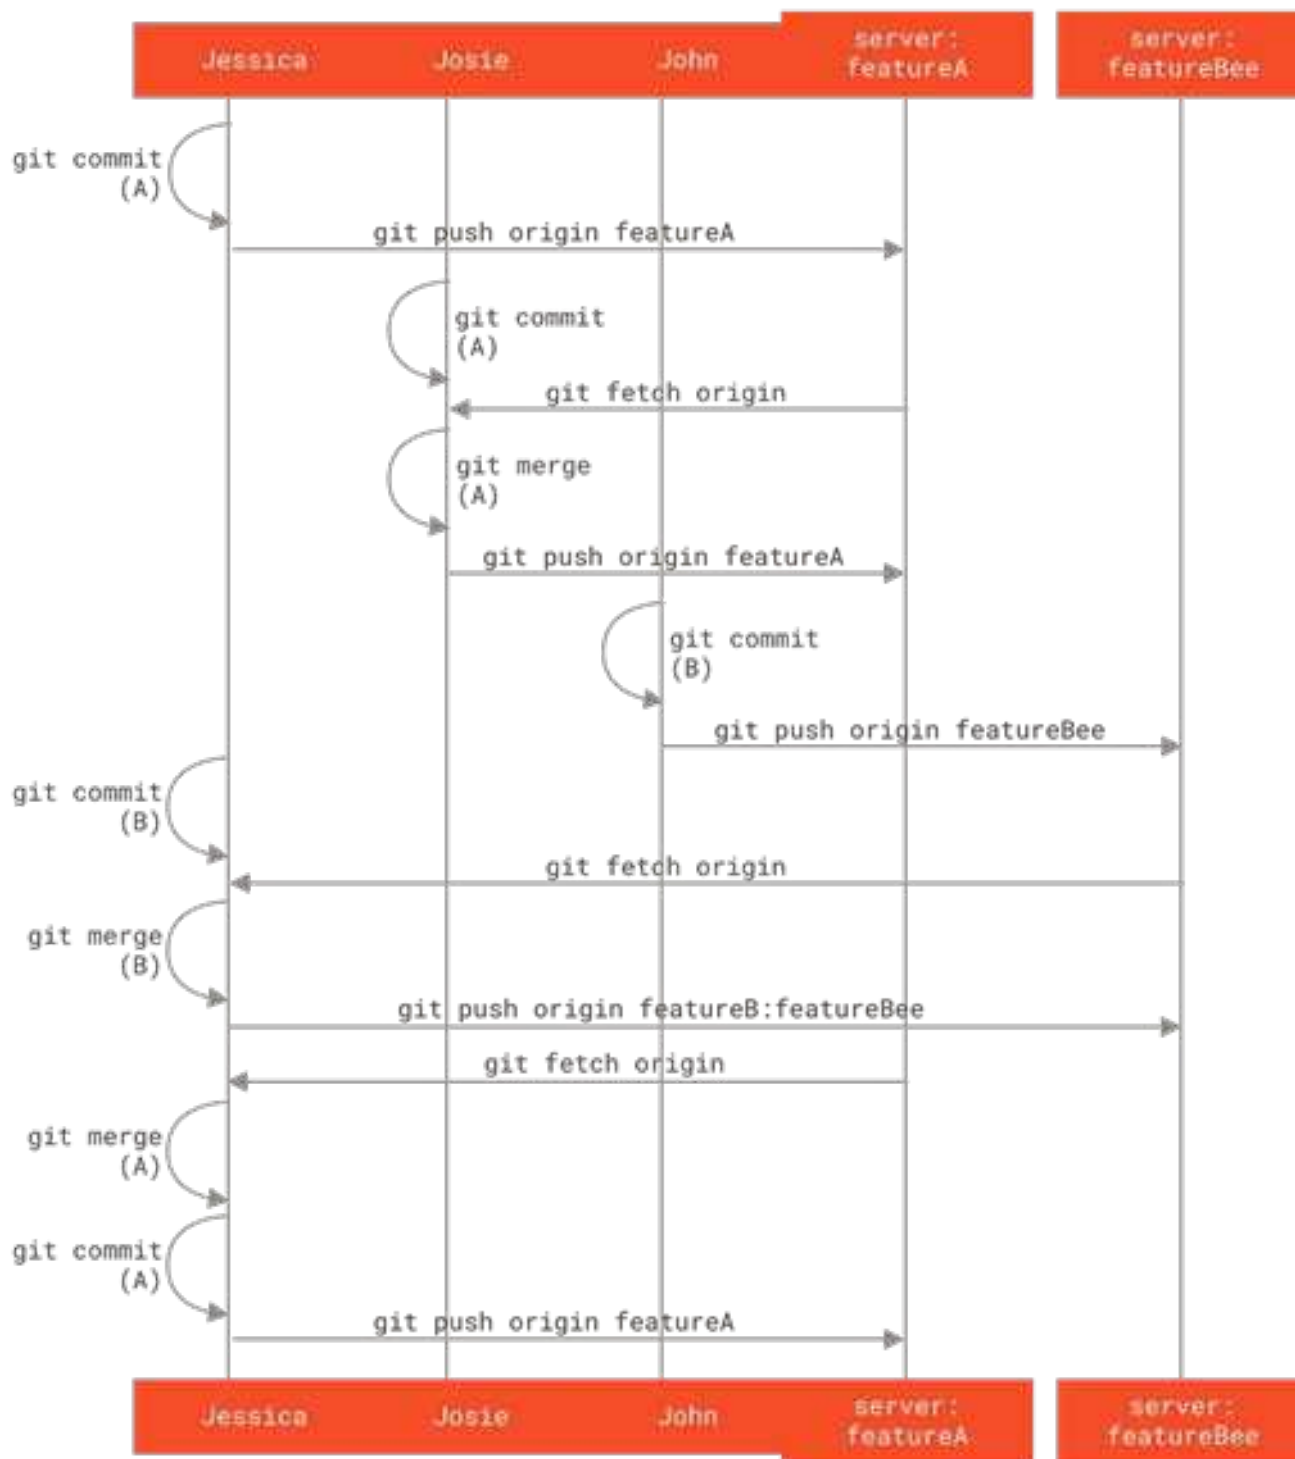 Jessica Josie John server: server:
featureA featureBee
git commit
(A)
git push origin featureA
git commit
(A)
git fetch origin
git merge
(A)
git push origin featureA
git commit
(B)
git push origin featureBee
git commit
(B)
git fetch origin
git merge
(B)
git push origin featureB:featureBee
git fetch origin
git merge
(A)
git commit
(A)
git push origin featureA
Jessica Josie John server: server:
featureA featureBee